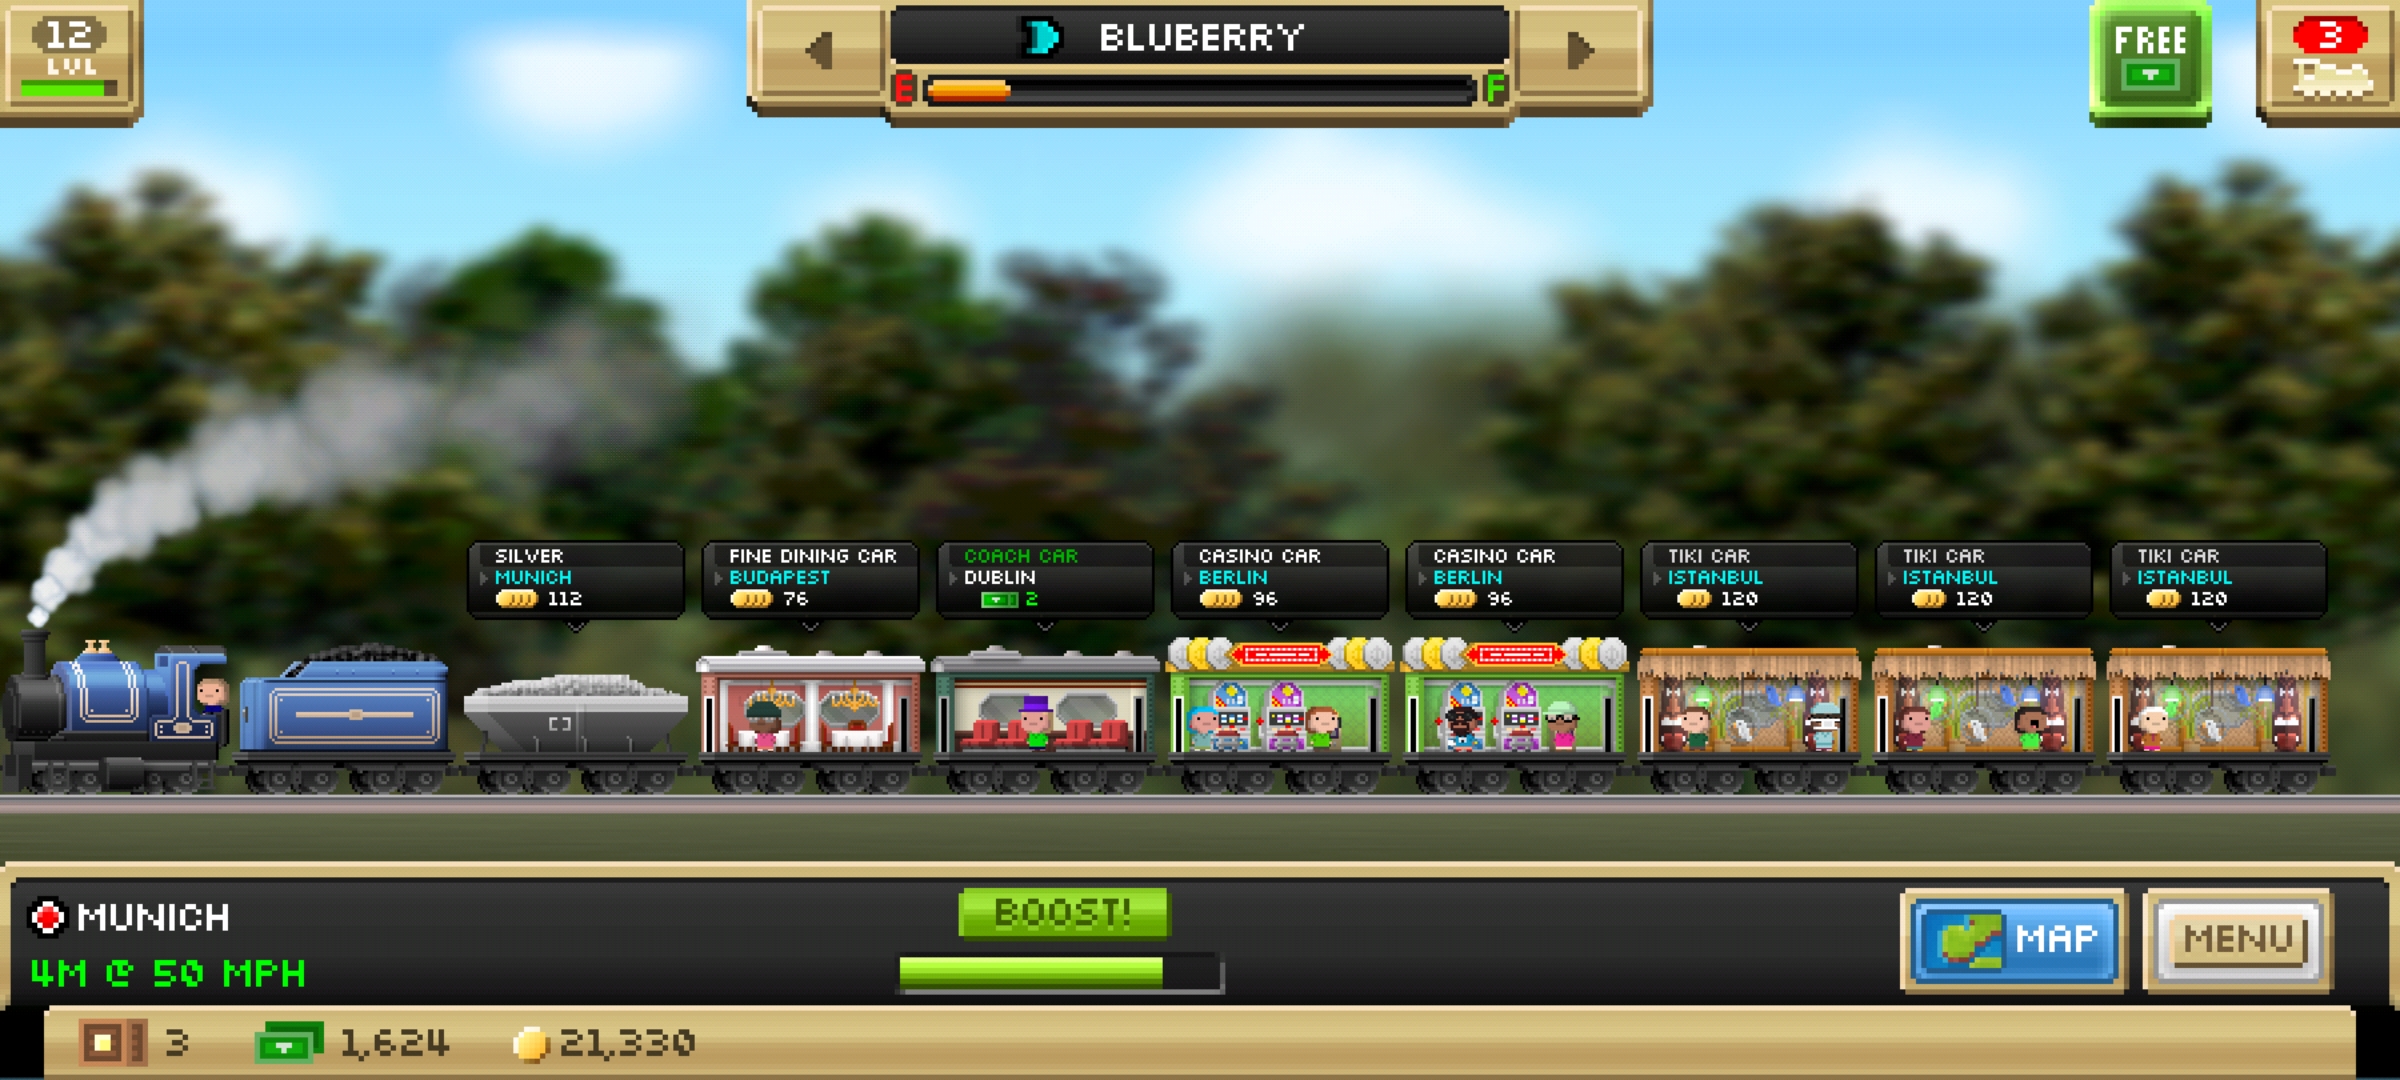 12
LVL
BLUBERRY
E F
FREE
3
SILVER
MUNICH
112
FINE DINING CAR
BUDAPEST
76
COACH CAR
DUBLIN
2
CASINO CAR
BERLIN
96
CASINO CAR
BERLIN
96
TIKI CAR
ISTANBUL
120
TIKI CAR
ISTANBUL
120
TIKI CAR
ISTANBUL
120
MUNICH
4M @ 50 MPH
BOOST!
MAP
MENU
3
1,624
21,330